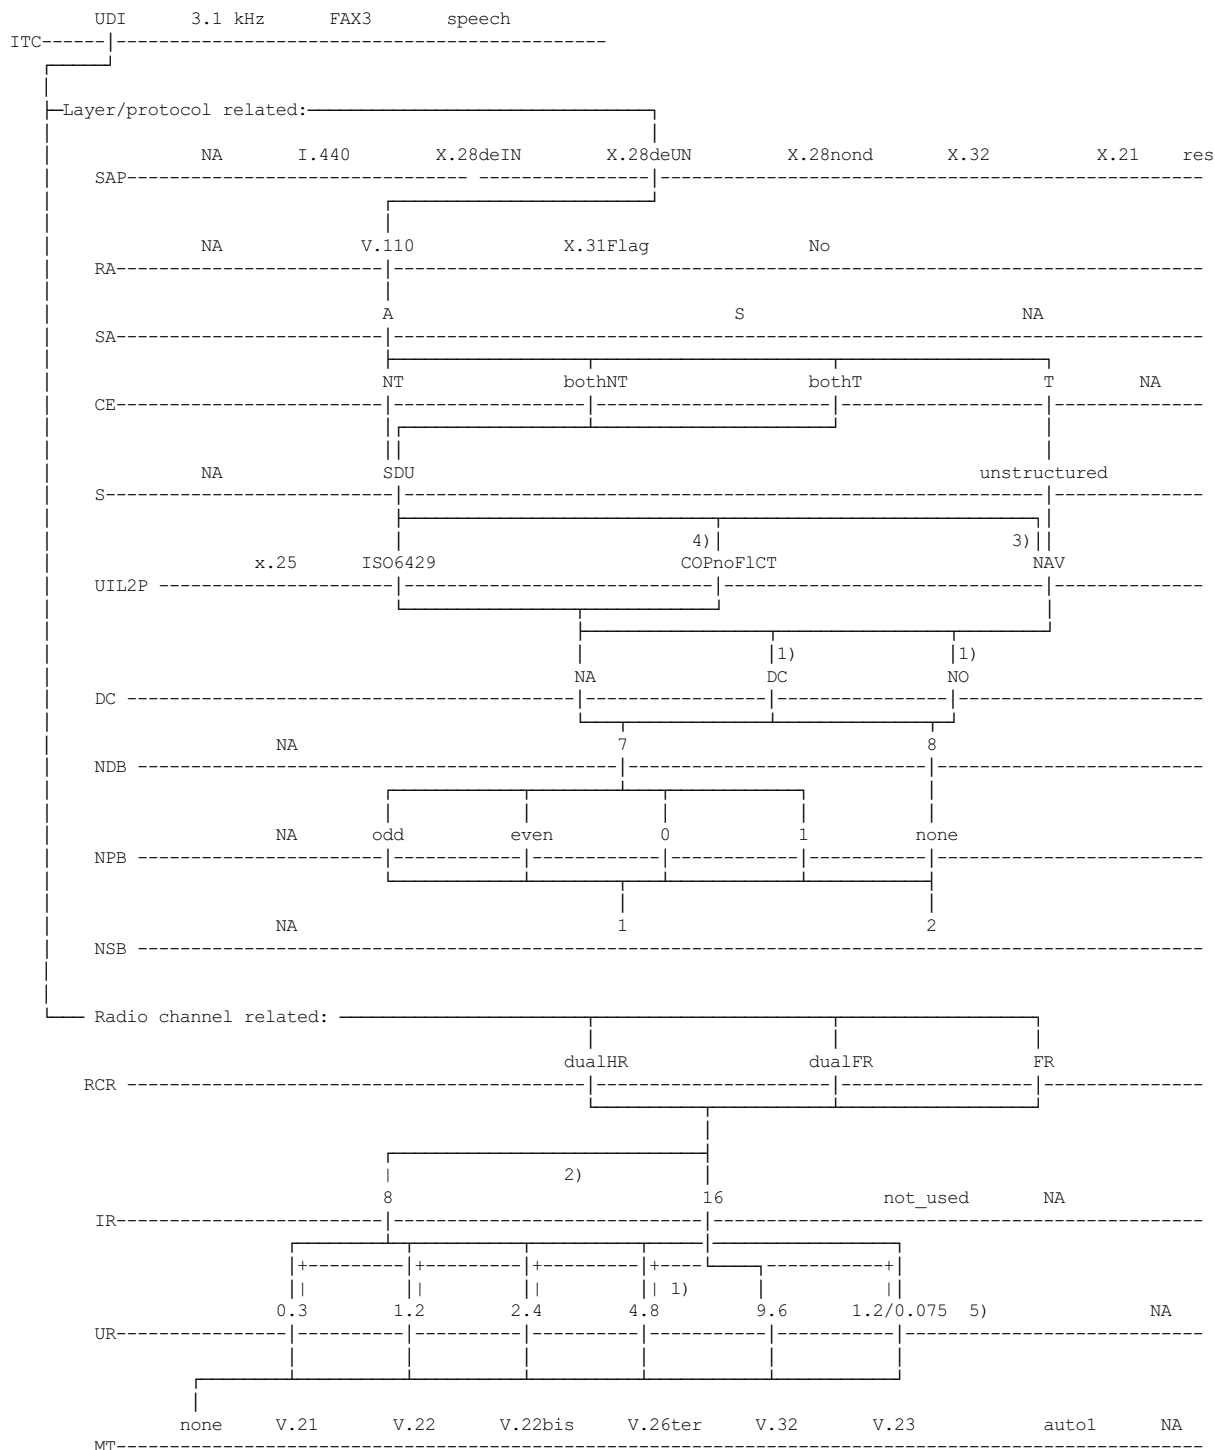 UDI 3.1 kHz FAX3 speech
ITC
Layer/protocol related:
NA I.440 X.28deIN X.28deUN X.28nond X.32 X.21 res
SAP
NA V.110 X.31Flag No
RA
A S NA
SA
NT bothNT bothT T NA
CE
NA SDU unstructured
S
4) 3)
x.25 ISO6429 COPnoFlCT NAV
UIL2P
1) 1)
NA DC NO
DC
NA 7 8
NDB
NA odd even 0 1 none
NPB
NA 1 2
NSB
Radio channel related:
dualHR dualFR FR
RCR
2)
8 16 not_used NA
IR
1)
0.3 1.2 2.4 4.8 9.6 1.2/0.075 5) NA
UR
none V.21 V.22 V.22bis V.26ter V.32 V.23 auto1 NA
MT